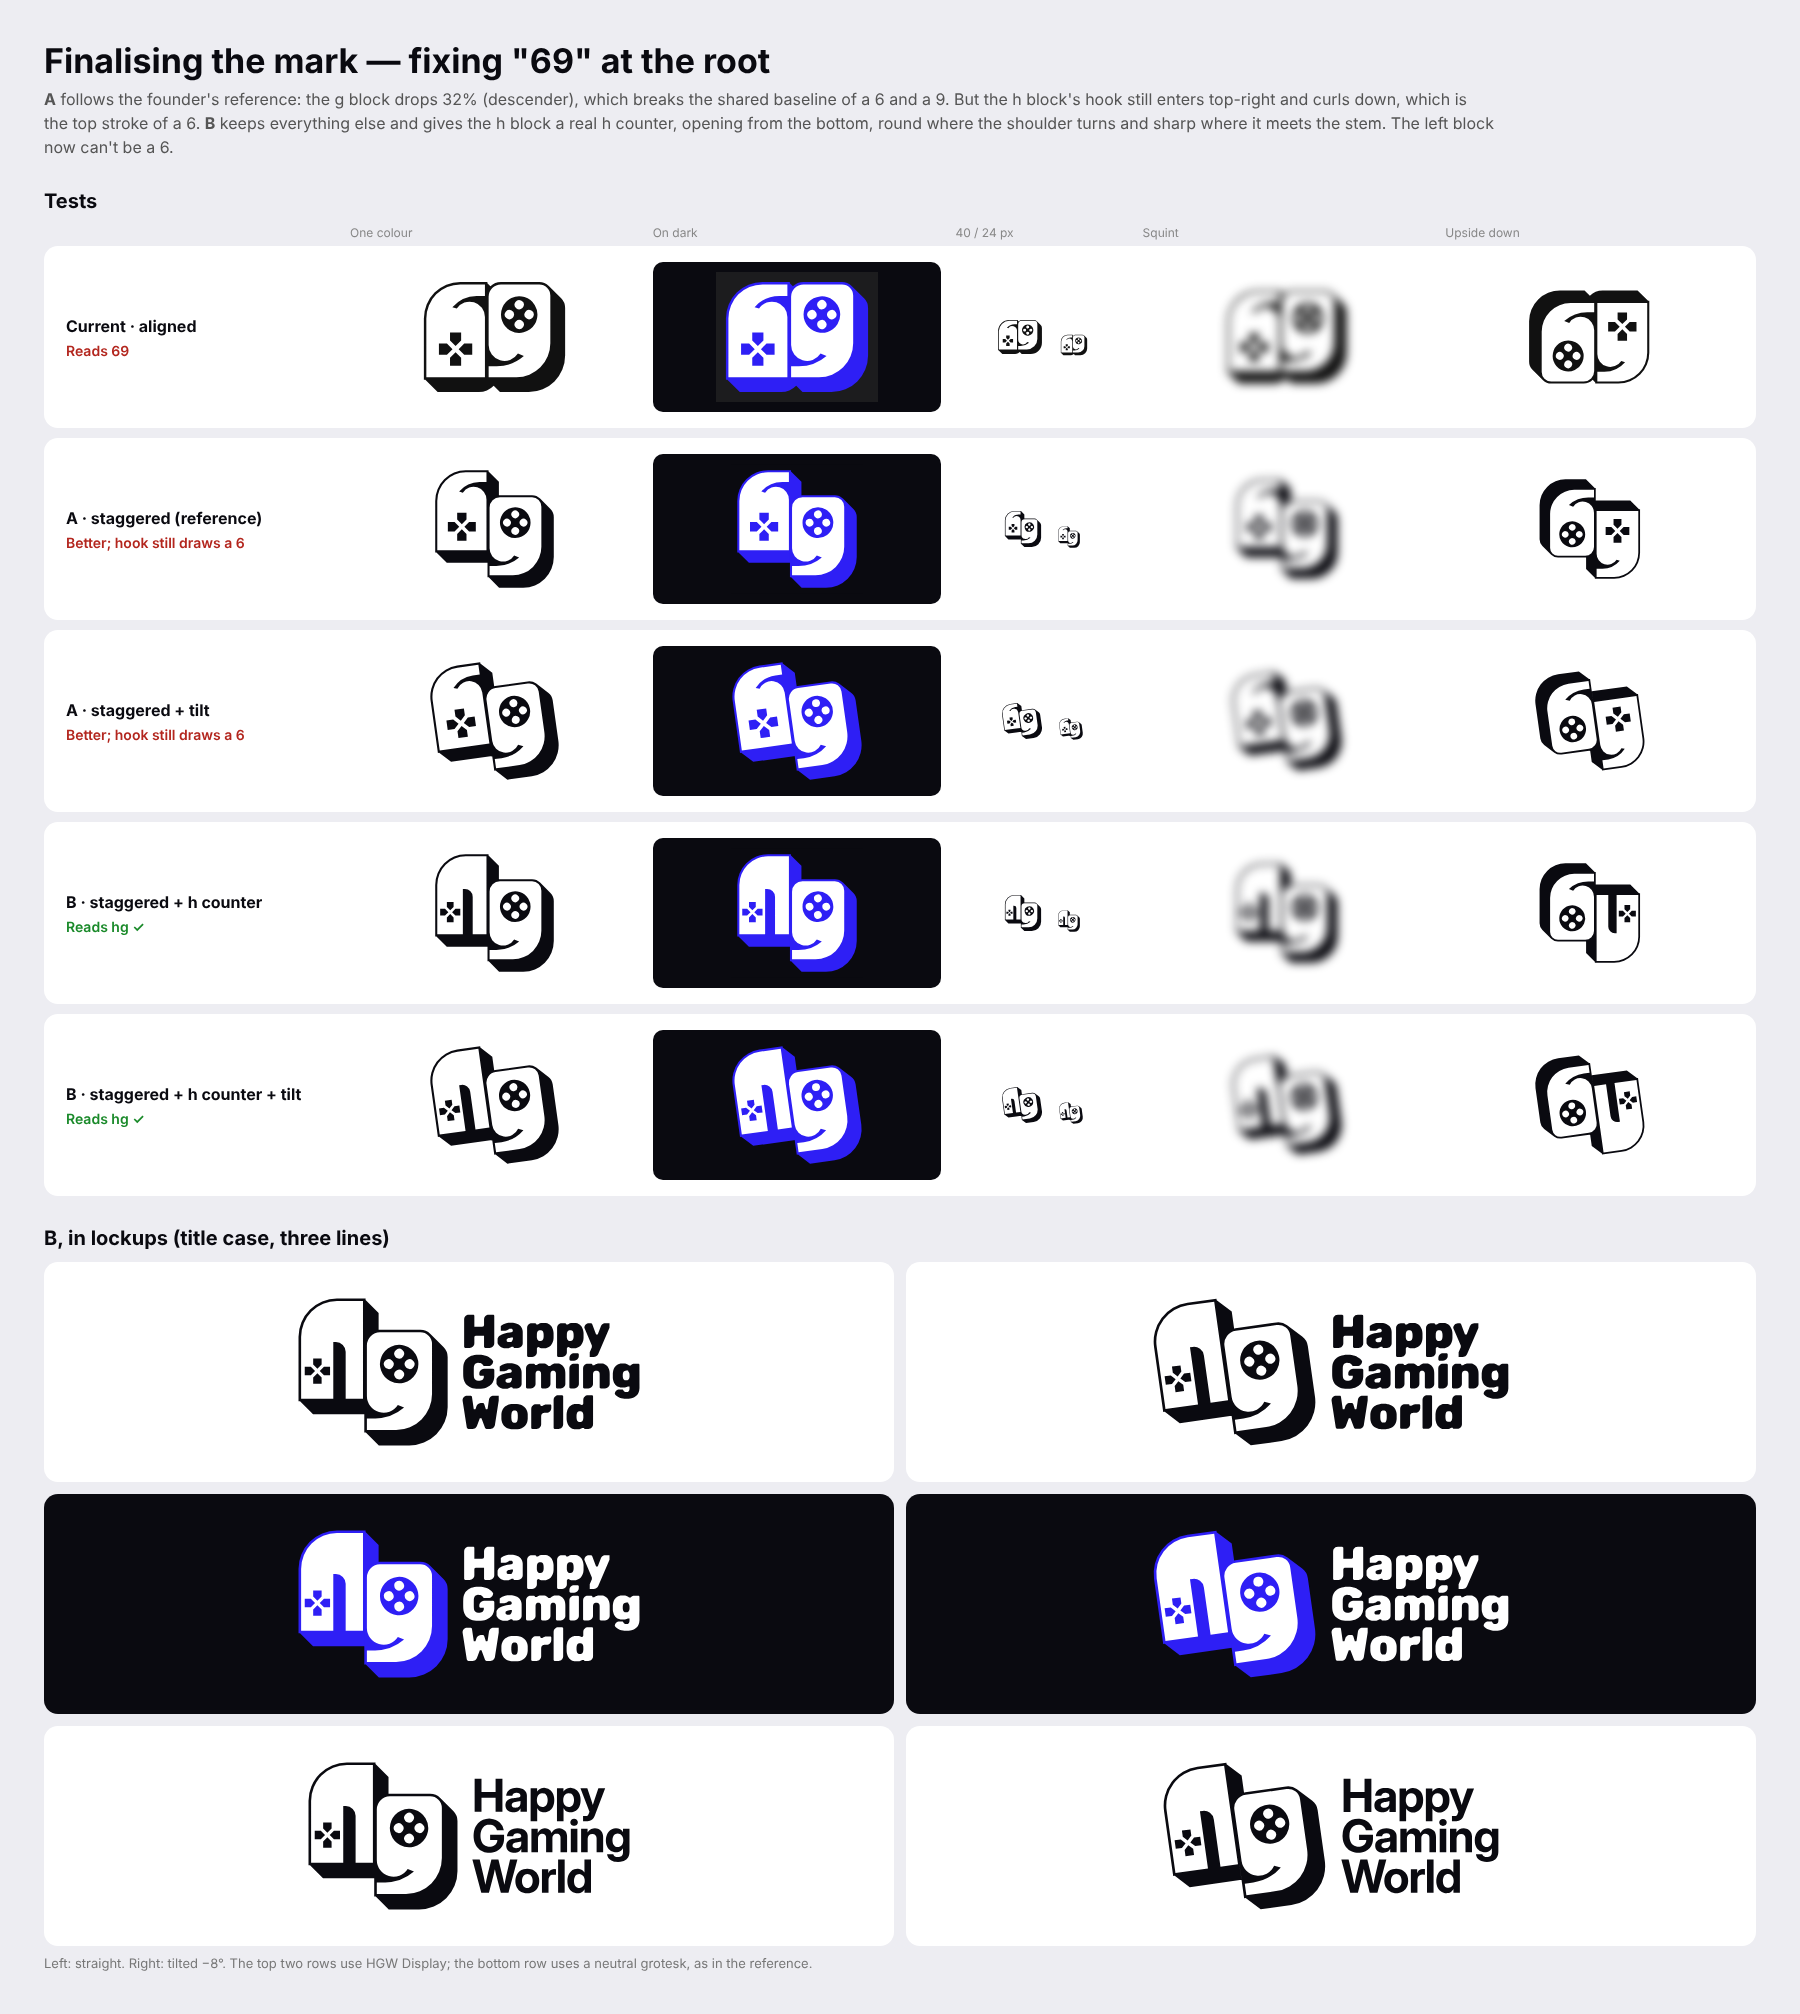 Finalising the mark — fixing "69" at the root
A follows the founder's reference: the g block drops 32% (descender), which breaks the shared baseline of a 6 and a 9. But the h block's hook still enters top-right and curls down, which is
the top stroke of a 6. B keeps everything else and gives the h block a real h counter, opening from the bottom, round where the shoulder turns and sharp where it meets the stem. The left block
now can't be a 6.
Tests
One colour
On dark
40 / 24 px
Squint
Upside down
Current · aligned
Reads 69
A · staggered (reference)
Better; hook still draws a 6
A · staggered + tilt
Better; hook still draws a 6
B · staggered + h counter
Reads hg ✓
B · staggered + h counter + tilt
Reads hg ✓
B, in lockups (title case, three lines)
Happy
Gaming
World
Happy
Gaming
World
Happy
Gaming
World
Happy
Gaming
World
Happy
Gaming
World
Happy
Gaming
World
Left: straight. Right: tilted −8°. The top two rows use HGW Display; the bottom row uses a neutral grotesk, as in the reference.